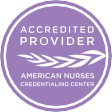 ACCREDITED
PROVIDER
AMERICAN NURSES
CREDENTIALING CENTER